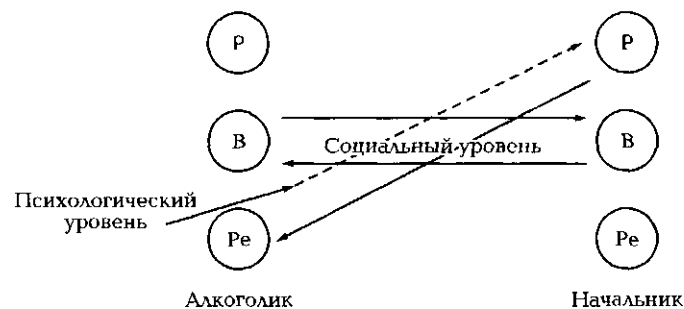 Р Р
В В
Социальный уровень
Психологический
уровень
Ре Ре
Алкоголик Начальник